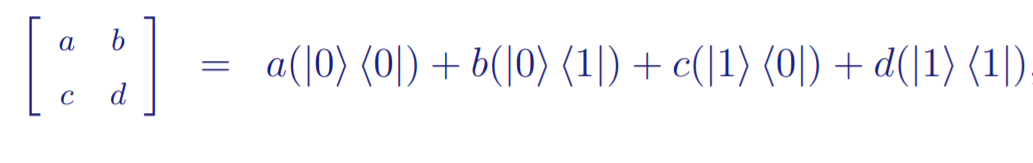 [ a b
c d ] = a(|0⟩ ⟨0|) + b(|0⟩ ⟨1|) + c(|1⟩ ⟨0|) + d(|1⟩ ⟨1|).